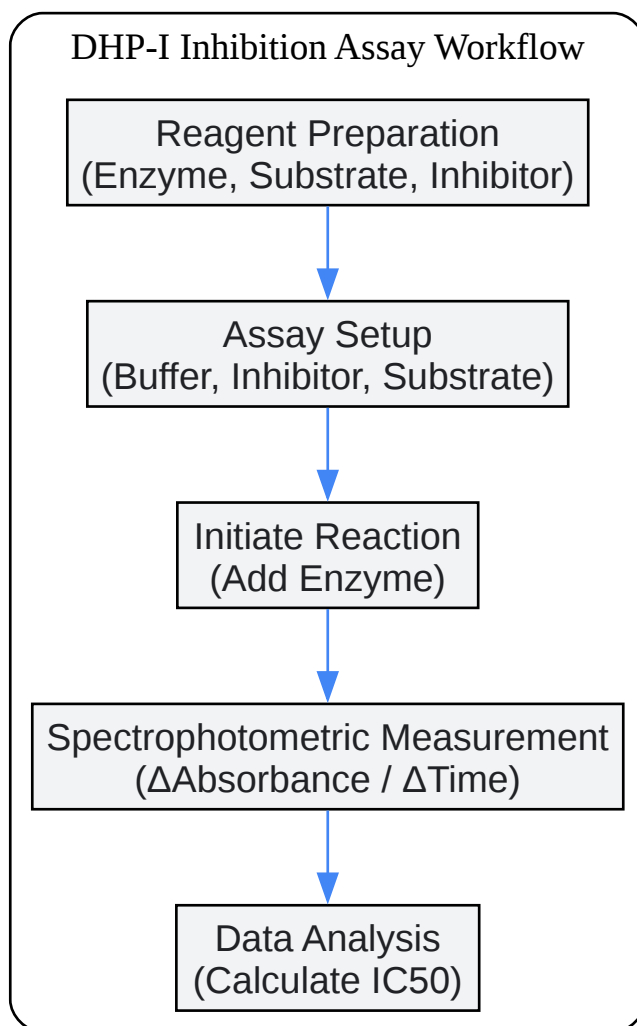 DHP-I Inhibition Assay Workflow
Reagent Preparation
(Enzyme, Substrate, Inhibitor)
Assay Setup
(Buffer, Inhibitor, Substrate)
Initiate Reaction
(Add Enzyme)
Spectrophotometric Measurement
(ΔAbsorbance / ΔTime)
Data Analysis
(Calculate IC50)